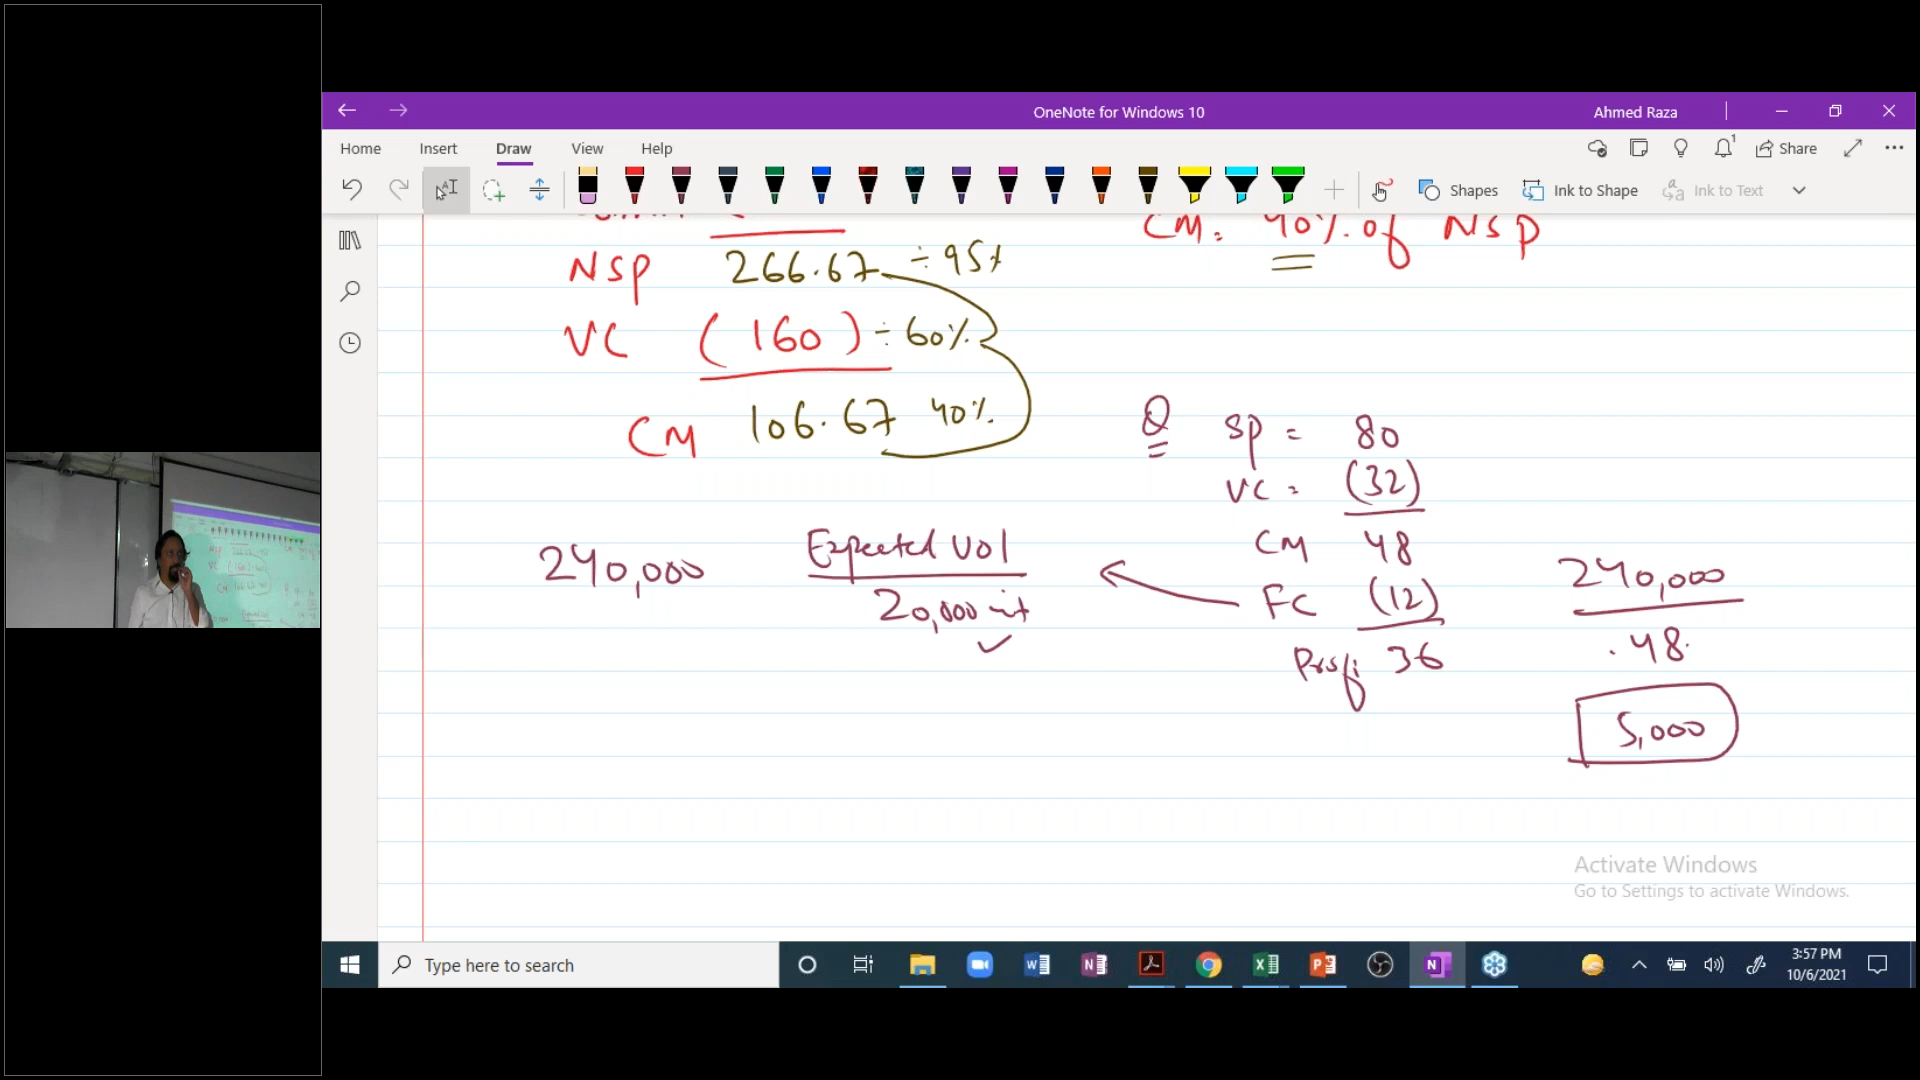 OneNote for Windows 10
Ahmed Raza
Home Insert Draw View Help
Share
Shapes Ink to Shape Ink to Text
CM = 40% of NSP
NSP 266.67 ÷ 95%
VC (160) ÷ 60%
CM 106.67 40%
Q SP = 80
VC = (32)
CM 48
FC (12)
Profi 36
240,000
Expected Vol
20,000 unit
240,000
48
5,000
Activate Windows
Go to Settings to activate Windows.
Type here to search
3:57 PM
10/6/2021